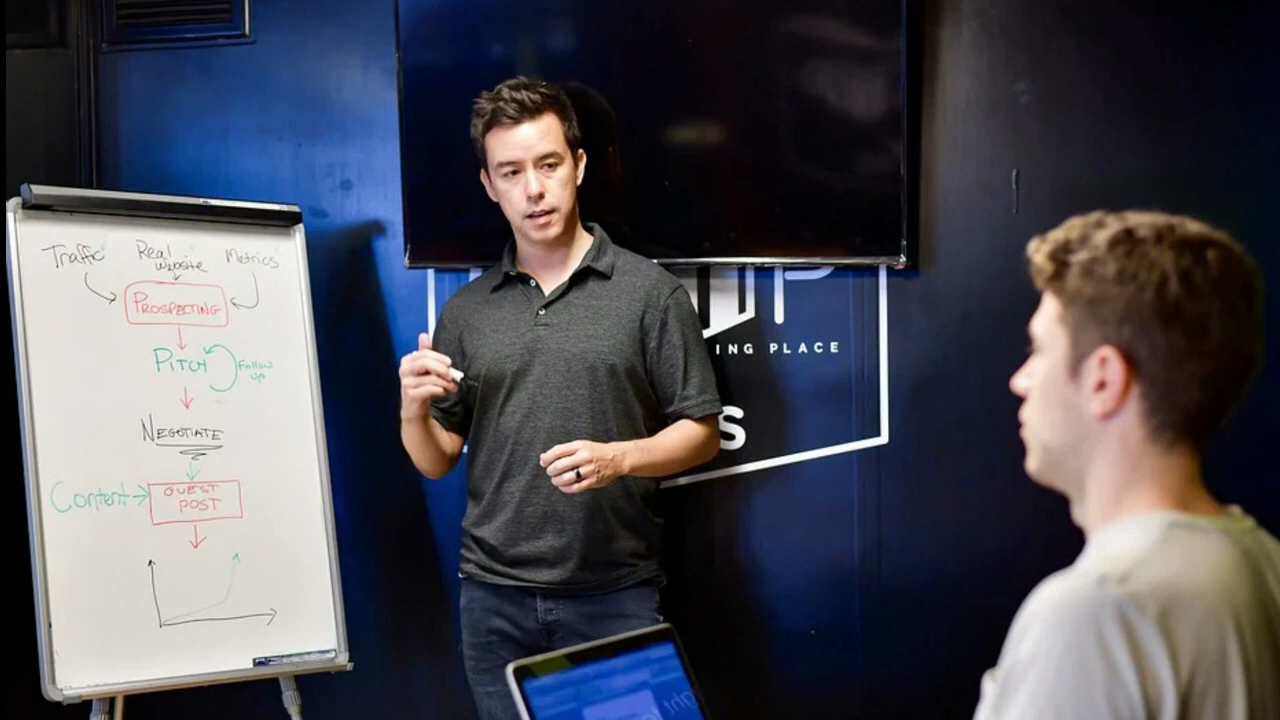 Traffic Real Metrics
Website
PROSPECTING
PITCH Follow
up
NEGOTIATE
Content GUEST
POST
ING PLACE
S